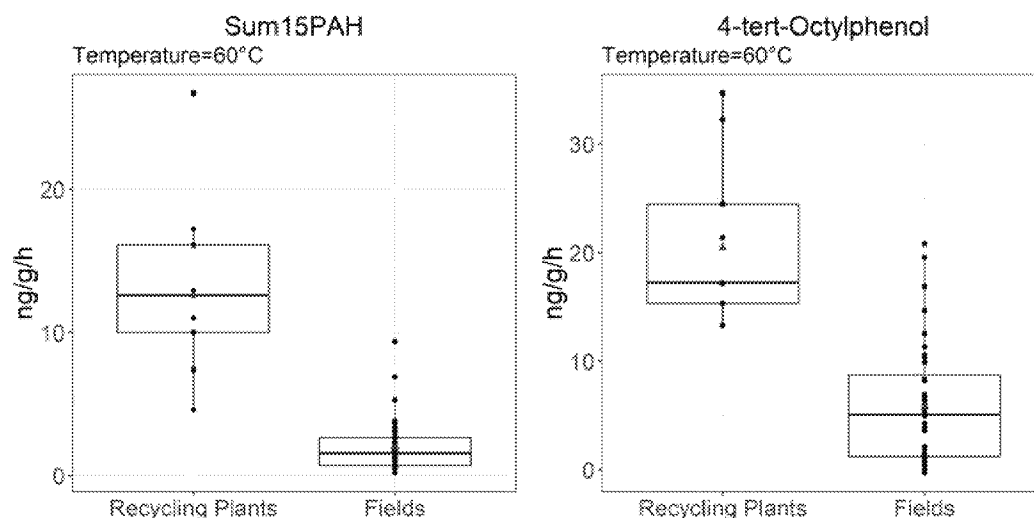 Sum15PAH
Temperature=60°C
ng/g/h
20
10
0
Recycling Plants
Fields
4-tert-Octylphenol
Temperature=60°C
ng/g/h
30
20
10
0
Recycling Plants
Fields